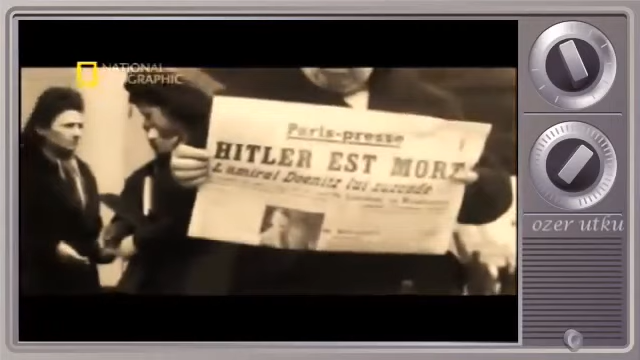 NATIONAL
GEOGRAPHIC
Paris-presse
HITLER EST MORT
L'amiral Doenitz lui succède
ozer utku